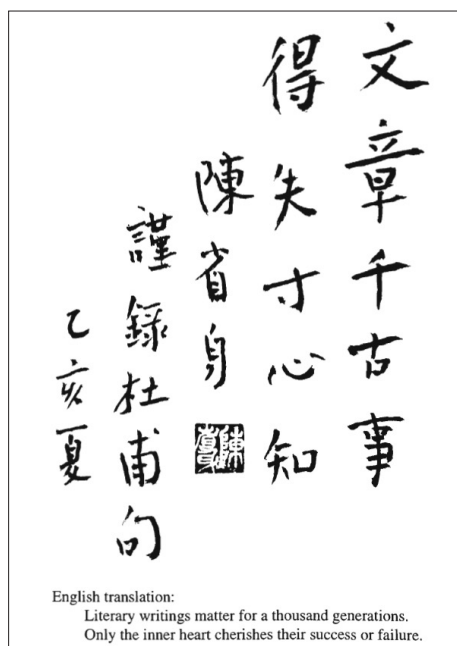 文章千古事
得失寸心知
陳省身
謹錄杜甫句
乙亥夏
English translation:
Literary writings matter for a thousand generations.
Only the inner heart cherishes their success or failure.